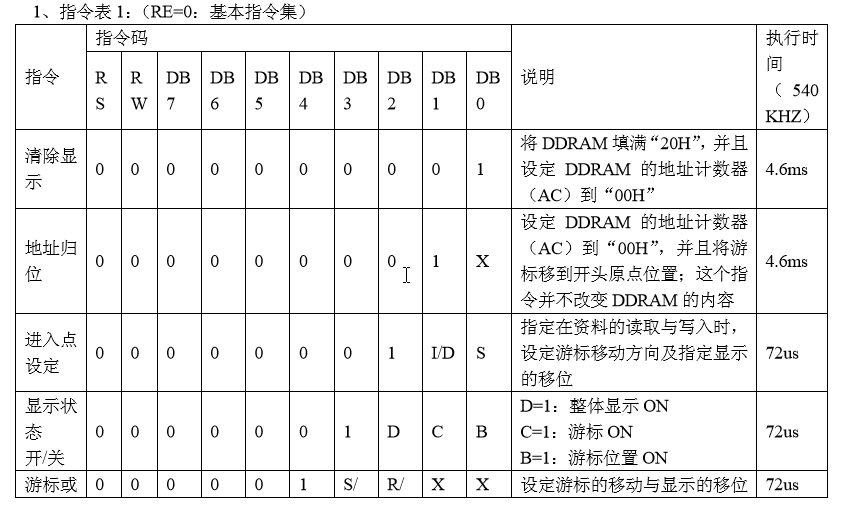 1、指令表 1：（RE=0：基本指令集）
指令 指令码 说明 执行时间（540KHZ）
RS RW DB7 DB6 DB5 DB4 DB3 DB2 DB1 DB0
清除显示 0 0 0 0 0 0 0 0 0 1 将 DDRAM 填满“20H”，并且设定 DDRAM 的地址计数器（AC）到“00H” 4.6ms
地址归位 0 0 0 0 0 0 0 0 1 X 设定 DDRAM 的地址计数器（AC）到“00H”，并且将游标移到开头原点位置；这个指令并不改变 DDRAM 的内容 4.6ms
进入点设定 0 0 0 0 0 0 0 1 I/D S 指定在资料的读取与写入时，设定游标移动方向及指定显示的移位 72us
显示状态开/关 0 0 0 0 0 0 1 D C B D=1：整体显示 ON
C=1：游标 ON
B=1：游标位置 ON 72us
游标或 0 0 0 0 0 1 S/ R/ X X 设定游标的移动与显示的移位 72us